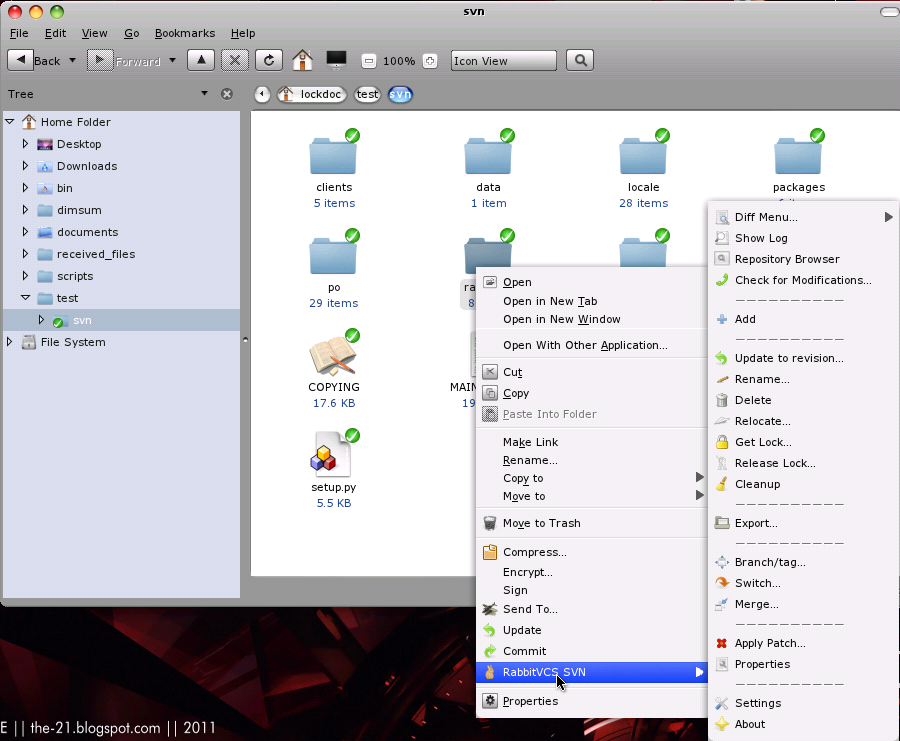 svn
File Edit View Go Bookmarks Help
Back Forward 100% Icon View
Tree
lockdoc test svn
Home Folder
Desktop
Downloads
bin
dimsum
documents
received_files
scripts
test
svn
File System
clients data locale packages
5 items 1 item 28 items
po
29 items 8
COPYING MAIN
17.6 KB 19
setup.py
5.5 KB
Open
Open in New Tab
Open in New Window
Open With Other Application...
Cut
Copy
Paste Into Folder
Make Link
Rename...
Copy to
Move to
Move to Trash
Compress...
Encrypt...
Sign
Send To...
Update
Commit
RabbitVCS SVN
Properties
Diff Menu...
Show Log
Repository Browser
Check for Modifications...
Add
Update to revision...
Rename...
Delete
Relocate...
Get Lock...
Release Lock...
Cleanup
Export...
Branch/tag...
Switch...
Merge...
Apply Patch...
Properties
Settings
About
E || the-21.blogspot.com || 2011